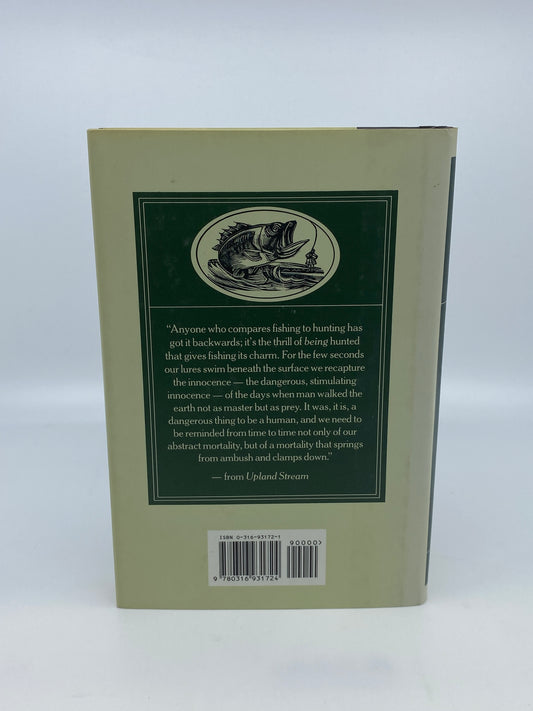 “Anyone who compares fishing to hunting has
got it backwards; it’s the thrill of being hunted
that gives fishing its charm. For the few seconds
our lures swim beneath the surface we recapture
the innocence — the dangerous, stimulating
innocence — of the days when man walked the
earth not as master but as prey. It was, it is, a
dangerous thing to be a human, and we need to
be reminded from time to time not only of our
abstract mortality, but of a mortality that springs
from ambush and clamps down.”
— from Upland Stream
ISBN 0-316-93172-1
90000>
9 780316 931724